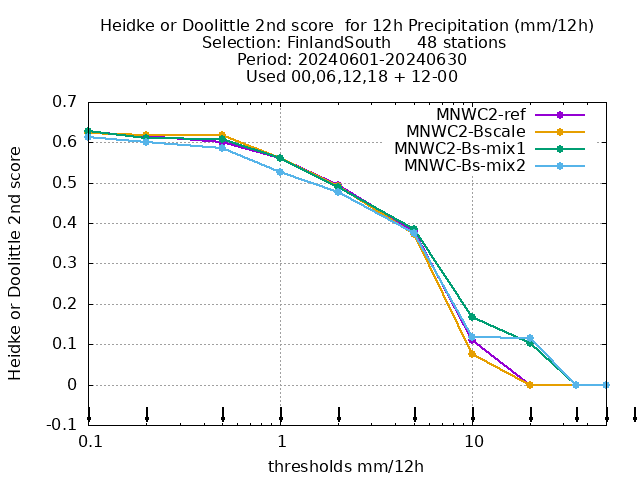 Heidke or Doolittle 2nd score  for 12h Precipitation (mm/12h)
Selection: FinlandSouth     48 stations
Period: 20240601-20240630
Used 00,06,12,18 + 12-00
MNWC2-ref
MNWC2-Bscale
MNWC2-Bs-mix1
MNWC-Bs-mix2
Heidke or Doolittle 2nd score
0.7
0.6
0.5
0.4
0.3
0.2
0.1
0
-0.1
0.1 1 10
thresholds mm/12h